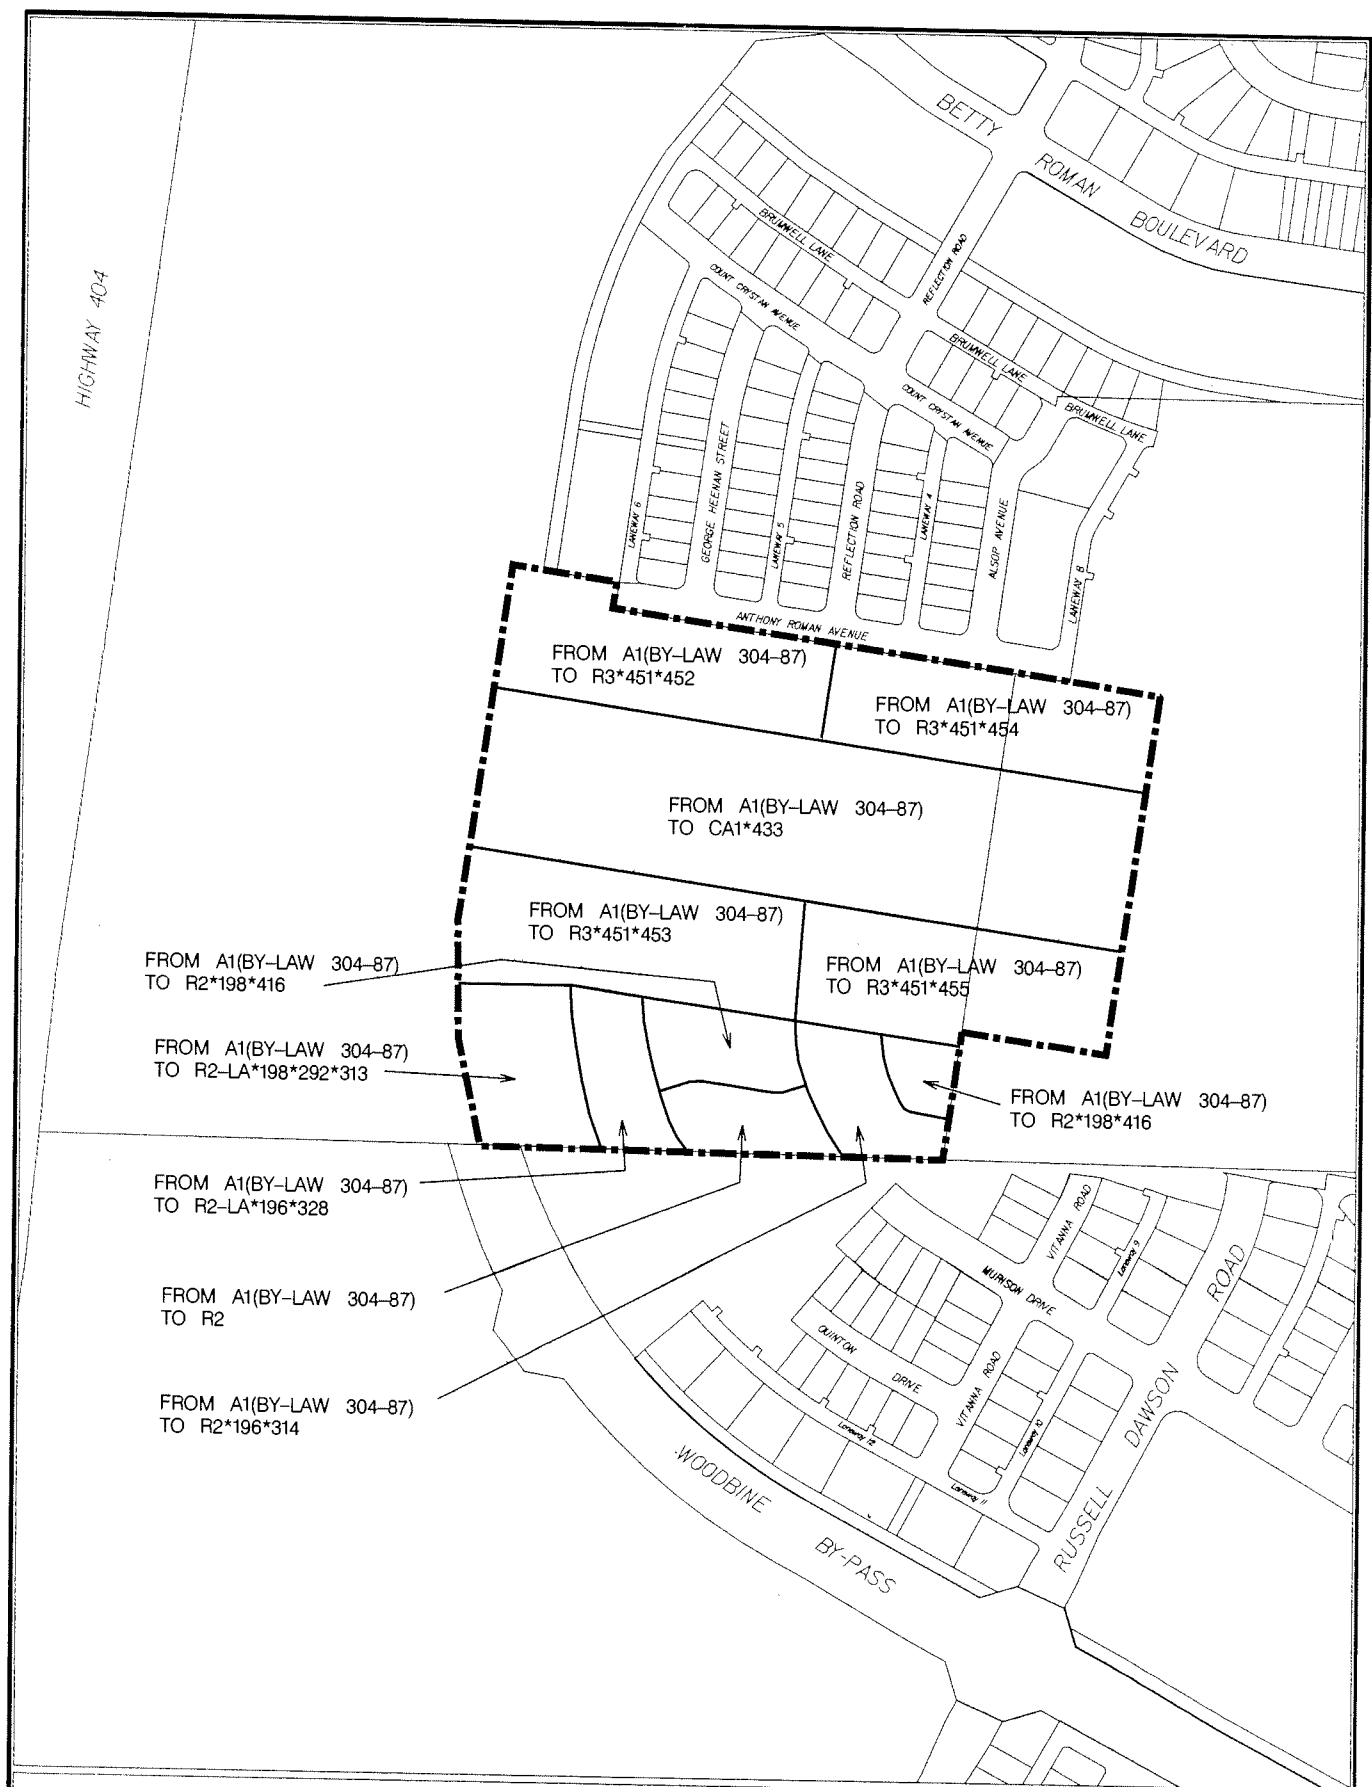 BETTY
ROMAN
BOULEVARD
HIGHWAY 404
BRUMWELL LANE
REFLECTION ROAD
COUNT CRYSTAN AVENUE
BRUMWELL LANE
COUNT CRYSTAN AVENUE
BRUMWELL LANE
GEORGE HEENAN STREET
LANEWAY 6
LANEWAY 5
REFLECTION ROAD
LANEWAY 4
ALSOP AVENUE
LANEWAY 8
ANTHONY ROMAN AVENUE
FROM A1(BY-LAW 304-87)
TO R3*451*452
FROM A1(BY-LAW 304-87)
TO R3*451*454
FROM A1(BY-LAW 304-87)
TO CA1*433
FROM A1(BY-LAW 304-87)
TO R3*451*453
FROM A1(BY-LAW 304-87)
TO R2*198*416
FROM A1(BY-LAW 304-87)
TO R3*451*455
FROM A1(BY-LAW 304-87)
TO R2-LA*198*292*313
FROM A1(BY-LAW 304-87)
TO R2*198*416
FROM A1(BY-LAW 304-87)
TO R2-LA*196*328
FROM A1(BY-LAW 304-87)
TO R2
FROM A1(BY-LAW 304-87)
TO R2*196*314
VITANNA ROAD
Laneway 9
MURISON DRIVE
ROAD
QUINTON
DRIVE
VITANNA ROAD
Laneway 10
Laneway 12
Laneway 11
DAWSON
RUSSELL
WOODBINE
BY-PASS